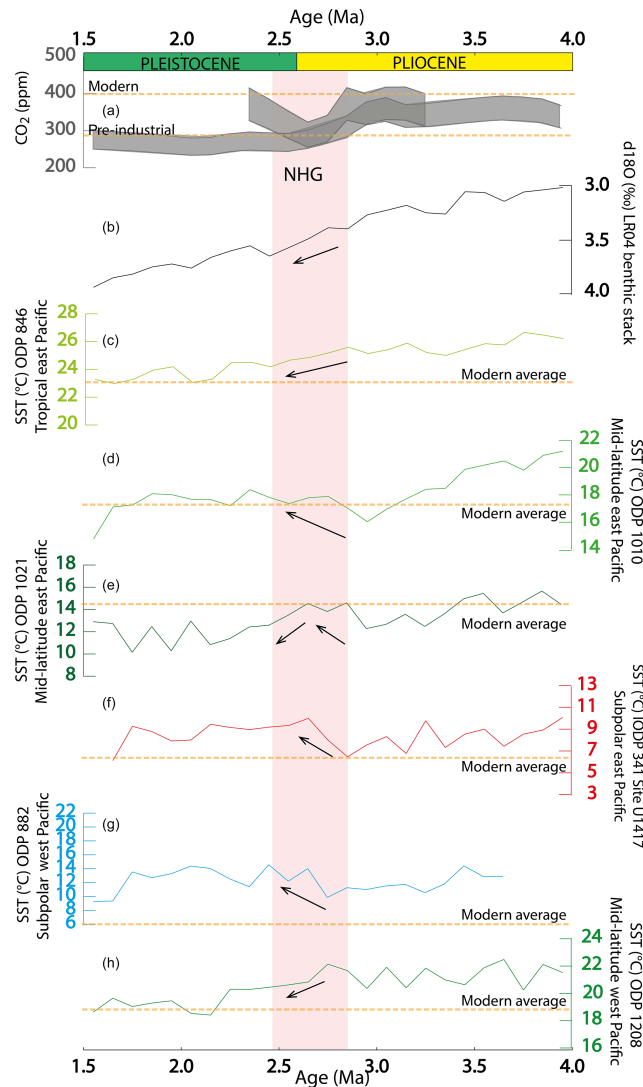 Age (Ma)
1.5 2.0 2.5 3.0 3.5 4.0
PLEISTOCENE PLIOCENE
500
400
300
200
CO2 (ppm)
Modern
(a)
Pre-industrial
NHG
3.0
3.5
4.0
d18O (‰) LR04 benthic stack
(b)
28
26
24
22
20
SST (°C) ODP 846
Tropical east Pacific
(c)
Modern average
22
20
18
16
14
SST (°C) ODP 1010
Mid-latitude east Pacific
(d)
Modern average
18
16
14
12
10
8
SST (°C) ODP 1021
Mid-latitude east Pacific
(e)
Modern average
13
11
9
7
5
3
SST (°C) IODP 341 Site U1417
Subpolar east Pacific
(f)
Modern average
22
20
18
16
14
12
10
8
6
SST (°C) ODP 882
Subpolar west Pacific
(g)
Modern average
24
22
20
18
16
SST (°C) ODP 1208
Mid-latitude west Pacific
(h)
Modern average
1.5 2.0 2.5 3.0 3.5 4.0
Age (Ma)